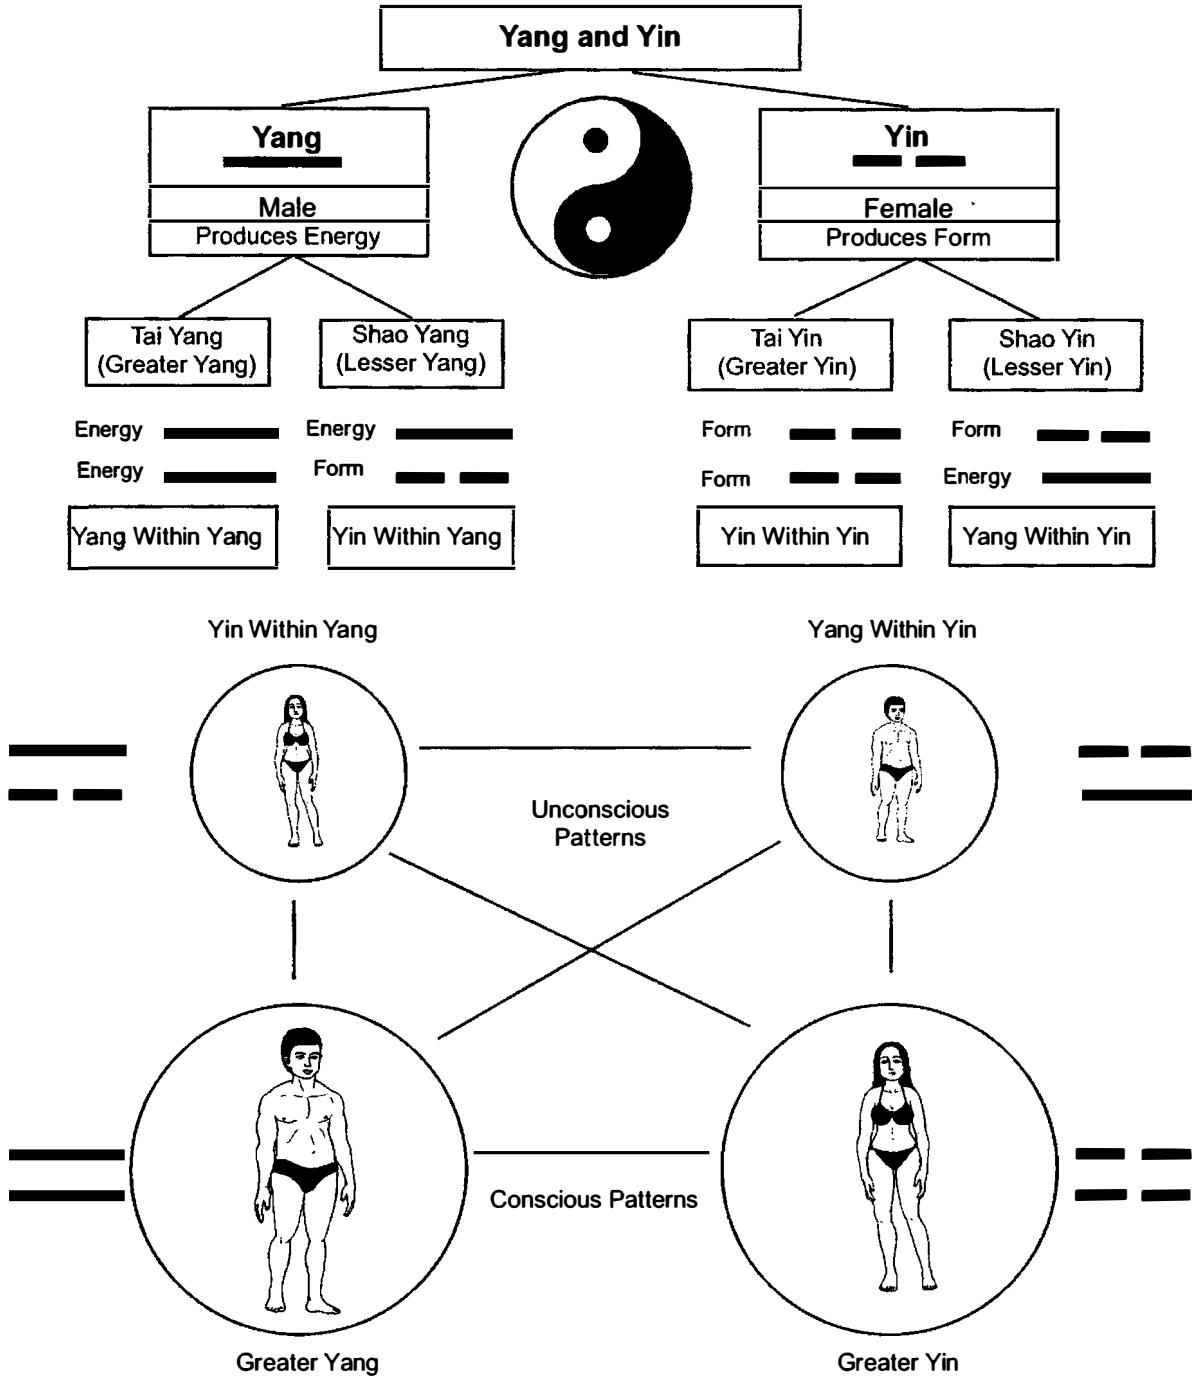 Yang and Yin
Yang
Male
Produces Energy
Yin
Female
Produces Form
Tai Yang
(Greater Yang)
Shao Yang
(Lesser Yang)
Tai Yin
(Greater Yin)
Shao Yin
(Lesser Yin)
Energy
Energy
Energy
Form
Form
Form
Form
Energy
Yang Within Yang
Yin Within Yang
Yin Within Yin
Yang Within Yin
Yin Within Yang
Yang Within Yin
Unconscious
Patterns
Conscious Patterns
Greater Yang
Greater Yin